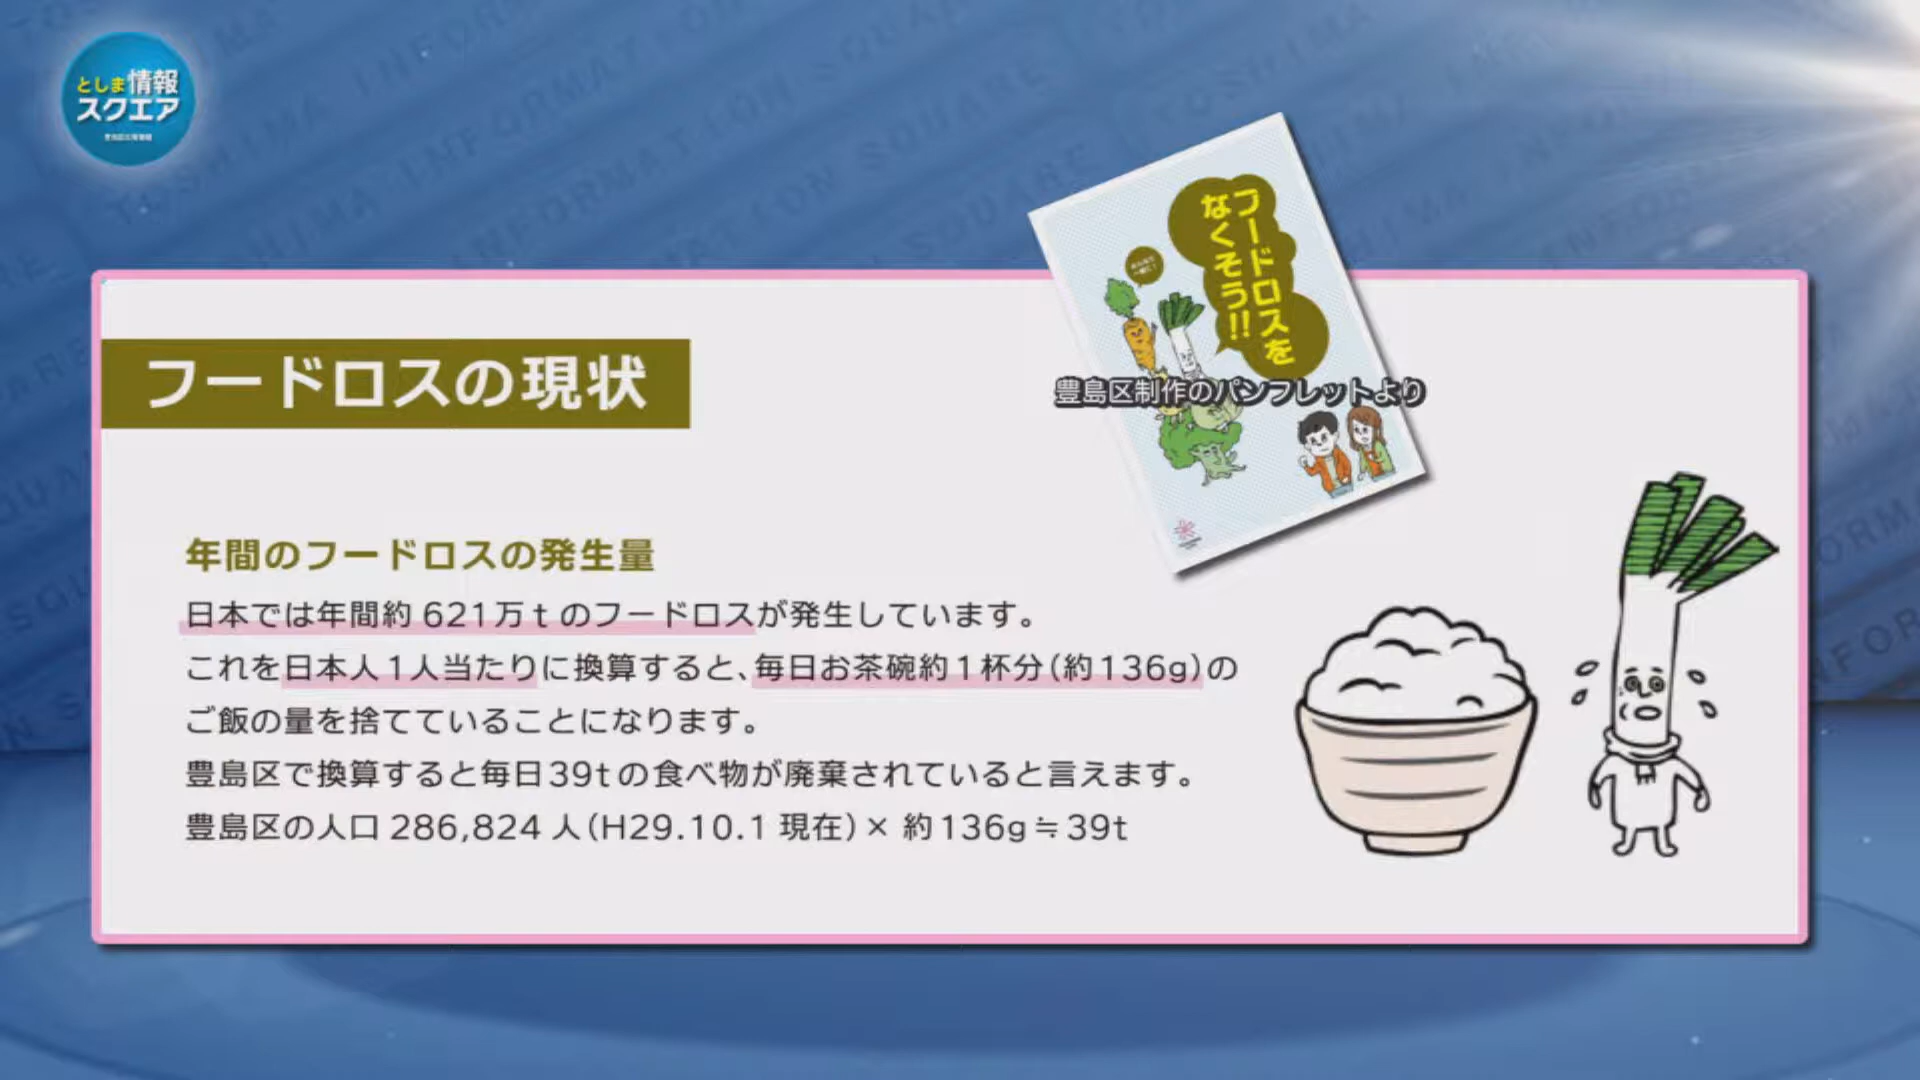 としま情報
スクエア
フードロスを
なくそう!!
豊島区制作のパンフレットより
フードロスの現状
年間のフードロスの発生量
日本では年間約 621万 t のフードロスが発生しています。
これを日本人1人当たりに換算すると、毎日お茶碗約1杯分(約136g)の
ご飯の量を捨てていることになります。
豊島区で換算すると毎日39tの食べ物が廃棄されていると言えます。
豊島区の人口 286,824 人(H29.10.1 現在)× 約136g≒39t